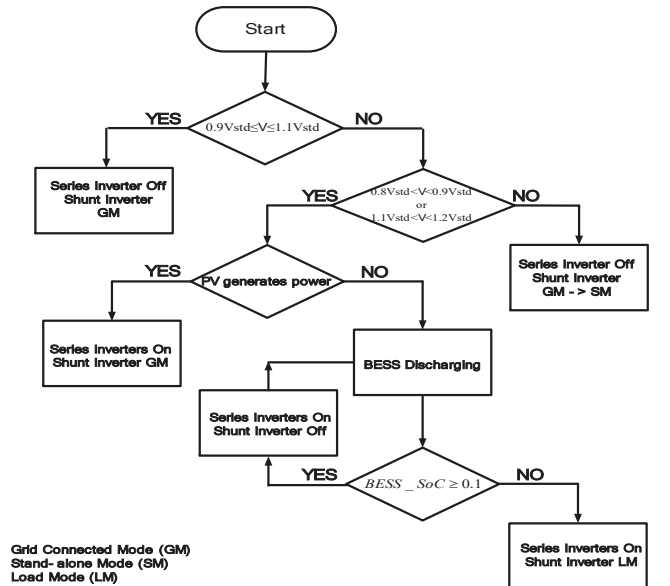 Start
YES
0.9Vstd≤V≤1.1Vstd
NO
Series Inverter Off
Shunt Inverter
GM
YES
0.8Vstd<V<0.9Vstd
or
1.1Vstd<V<1.2Vstd
NO
Series Inverter Off
Shunt Inverter
GM - > SM
YES
PV generates power
NO
Series Inverters On
Shunt Inverter GM
BESS Discharging
Series Inverters On
Shunt Inverter Off
YES
BESS _ SoC ≥ 0.1
NO
Series Inverters On
Shunt Inverter LM
Grid Connected Mode (GM)
Stand- alone Mode (SM)
Load Mode (LM)